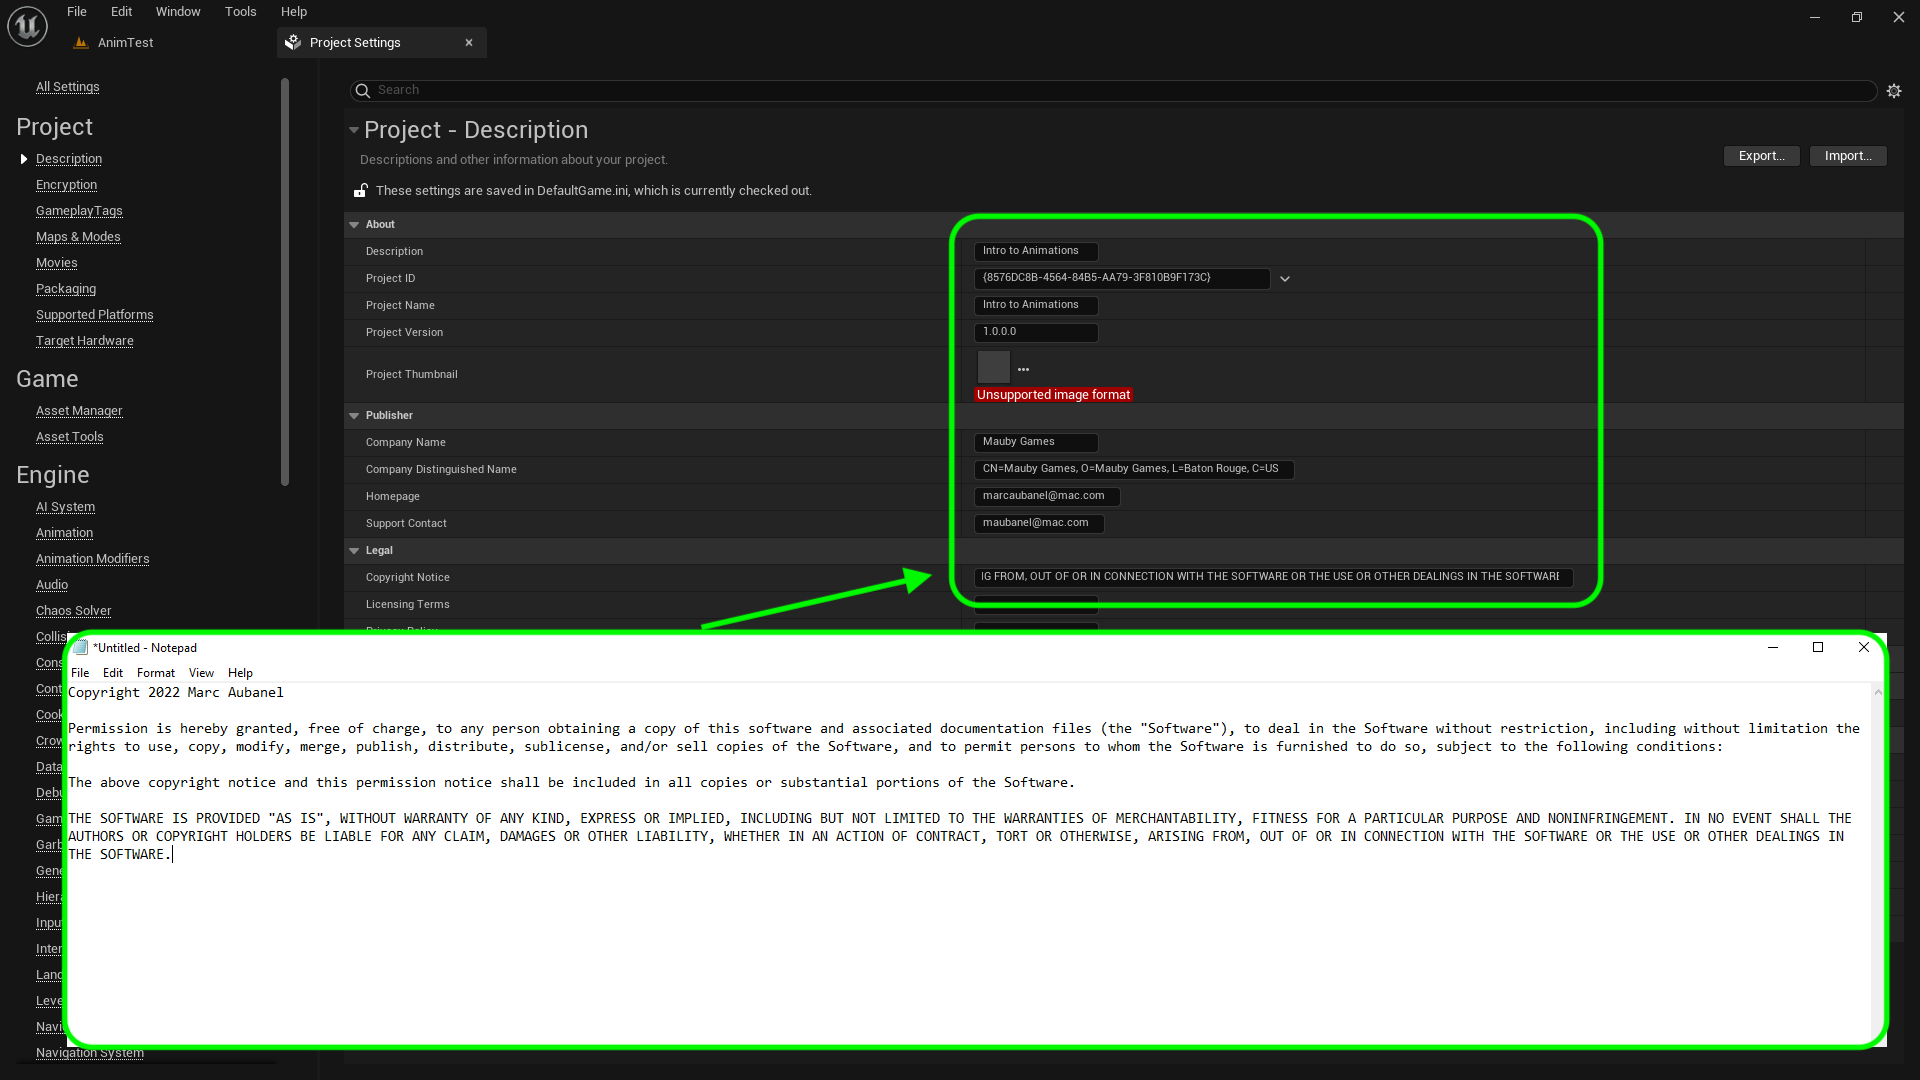 File Edit Window Tools Help
AnimTest
Project Settings
All Settings
Project
Description
Encryption
GameplayTags
Maps & Modes
Movies
Packaging
Supported Platforms
Target Hardware
Game
Asset Manager
Asset Tools
Engine
AI System
Animation
Animation Modifiers
Audio
Chaos Solver
Collis
Cons
Cont
Cook
Crow
Data
Debu
Gam
Garb
Gene
Hiera
Input
Inter
Land
Leve
Navi
Navigation System
Search
Project - Description
Descriptions and other information about your project.
Export... Import...
These settings are saved in DefaultGame.ini, which is currently checked out.
About
Description Intro to Animations
Project ID {8576DC8B-4564-84B5-AA79-3F810B9F173C}
Project Name Intro to Animations
Project Version 1.0.0.0
Project Thumbnail
Unsupported image format
Publisher
Company Name Mauby Games
Company Distinguished Name CN=Mauby Games, O=Mauby Games, L=Baton Rouge, C=US
Homepage marcaubanel@mac.com
Support Contact maubanel@mac.com
Legal
Copyright Notice IG FROM, OUT OF OR IN CONNECTION WITH THE SOFTWARE OR THE USE OR OTHER DEALINGS IN THE SOFTWARE
Licensing Terms
Privacy Policy
*Untitled - Notepad
File Edit Format View Help
Copyright 2022 Marc Aubanel
Permission is hereby granted, free of charge, to any person obtaining a copy of this software and associated documentation files (the "Software"), to deal in the Software without restriction, including without limitation the
rights to use, copy, modify, merge, publish, distribute, sublicense, and/or sell copies of the Software, and to permit persons to whom the Software is furnished to do so, subject to the following conditions:
The above copyright notice and this permission notice shall be included in all copies or substantial portions of the Software.
THE SOFTWARE IS PROVIDED "AS IS", WITHOUT WARRANTY OF ANY KIND, EXPRESS OR IMPLIED, INCLUDING BUT NOT LIMITED TO THE WARRANTIES OF MERCHANTABILITY, FITNESS FOR A PARTICULAR PURPOSE AND NONINFRINGEMENT. IN NO EVENT SHALL THE
AUTHORS OR COPYRIGHT HOLDERS BE LIABLE FOR ANY CLAIM, DAMAGES OR OTHER LIABILITY, WHETHER IN AN ACTION OF CONTRACT, TORT OR OTHERWISE, ARISING FROM, OUT OF OR IN CONNECTION WITH THE SOFTWARE OR THE USE OR OTHER DEALINGS IN
THE SOFTWARE.